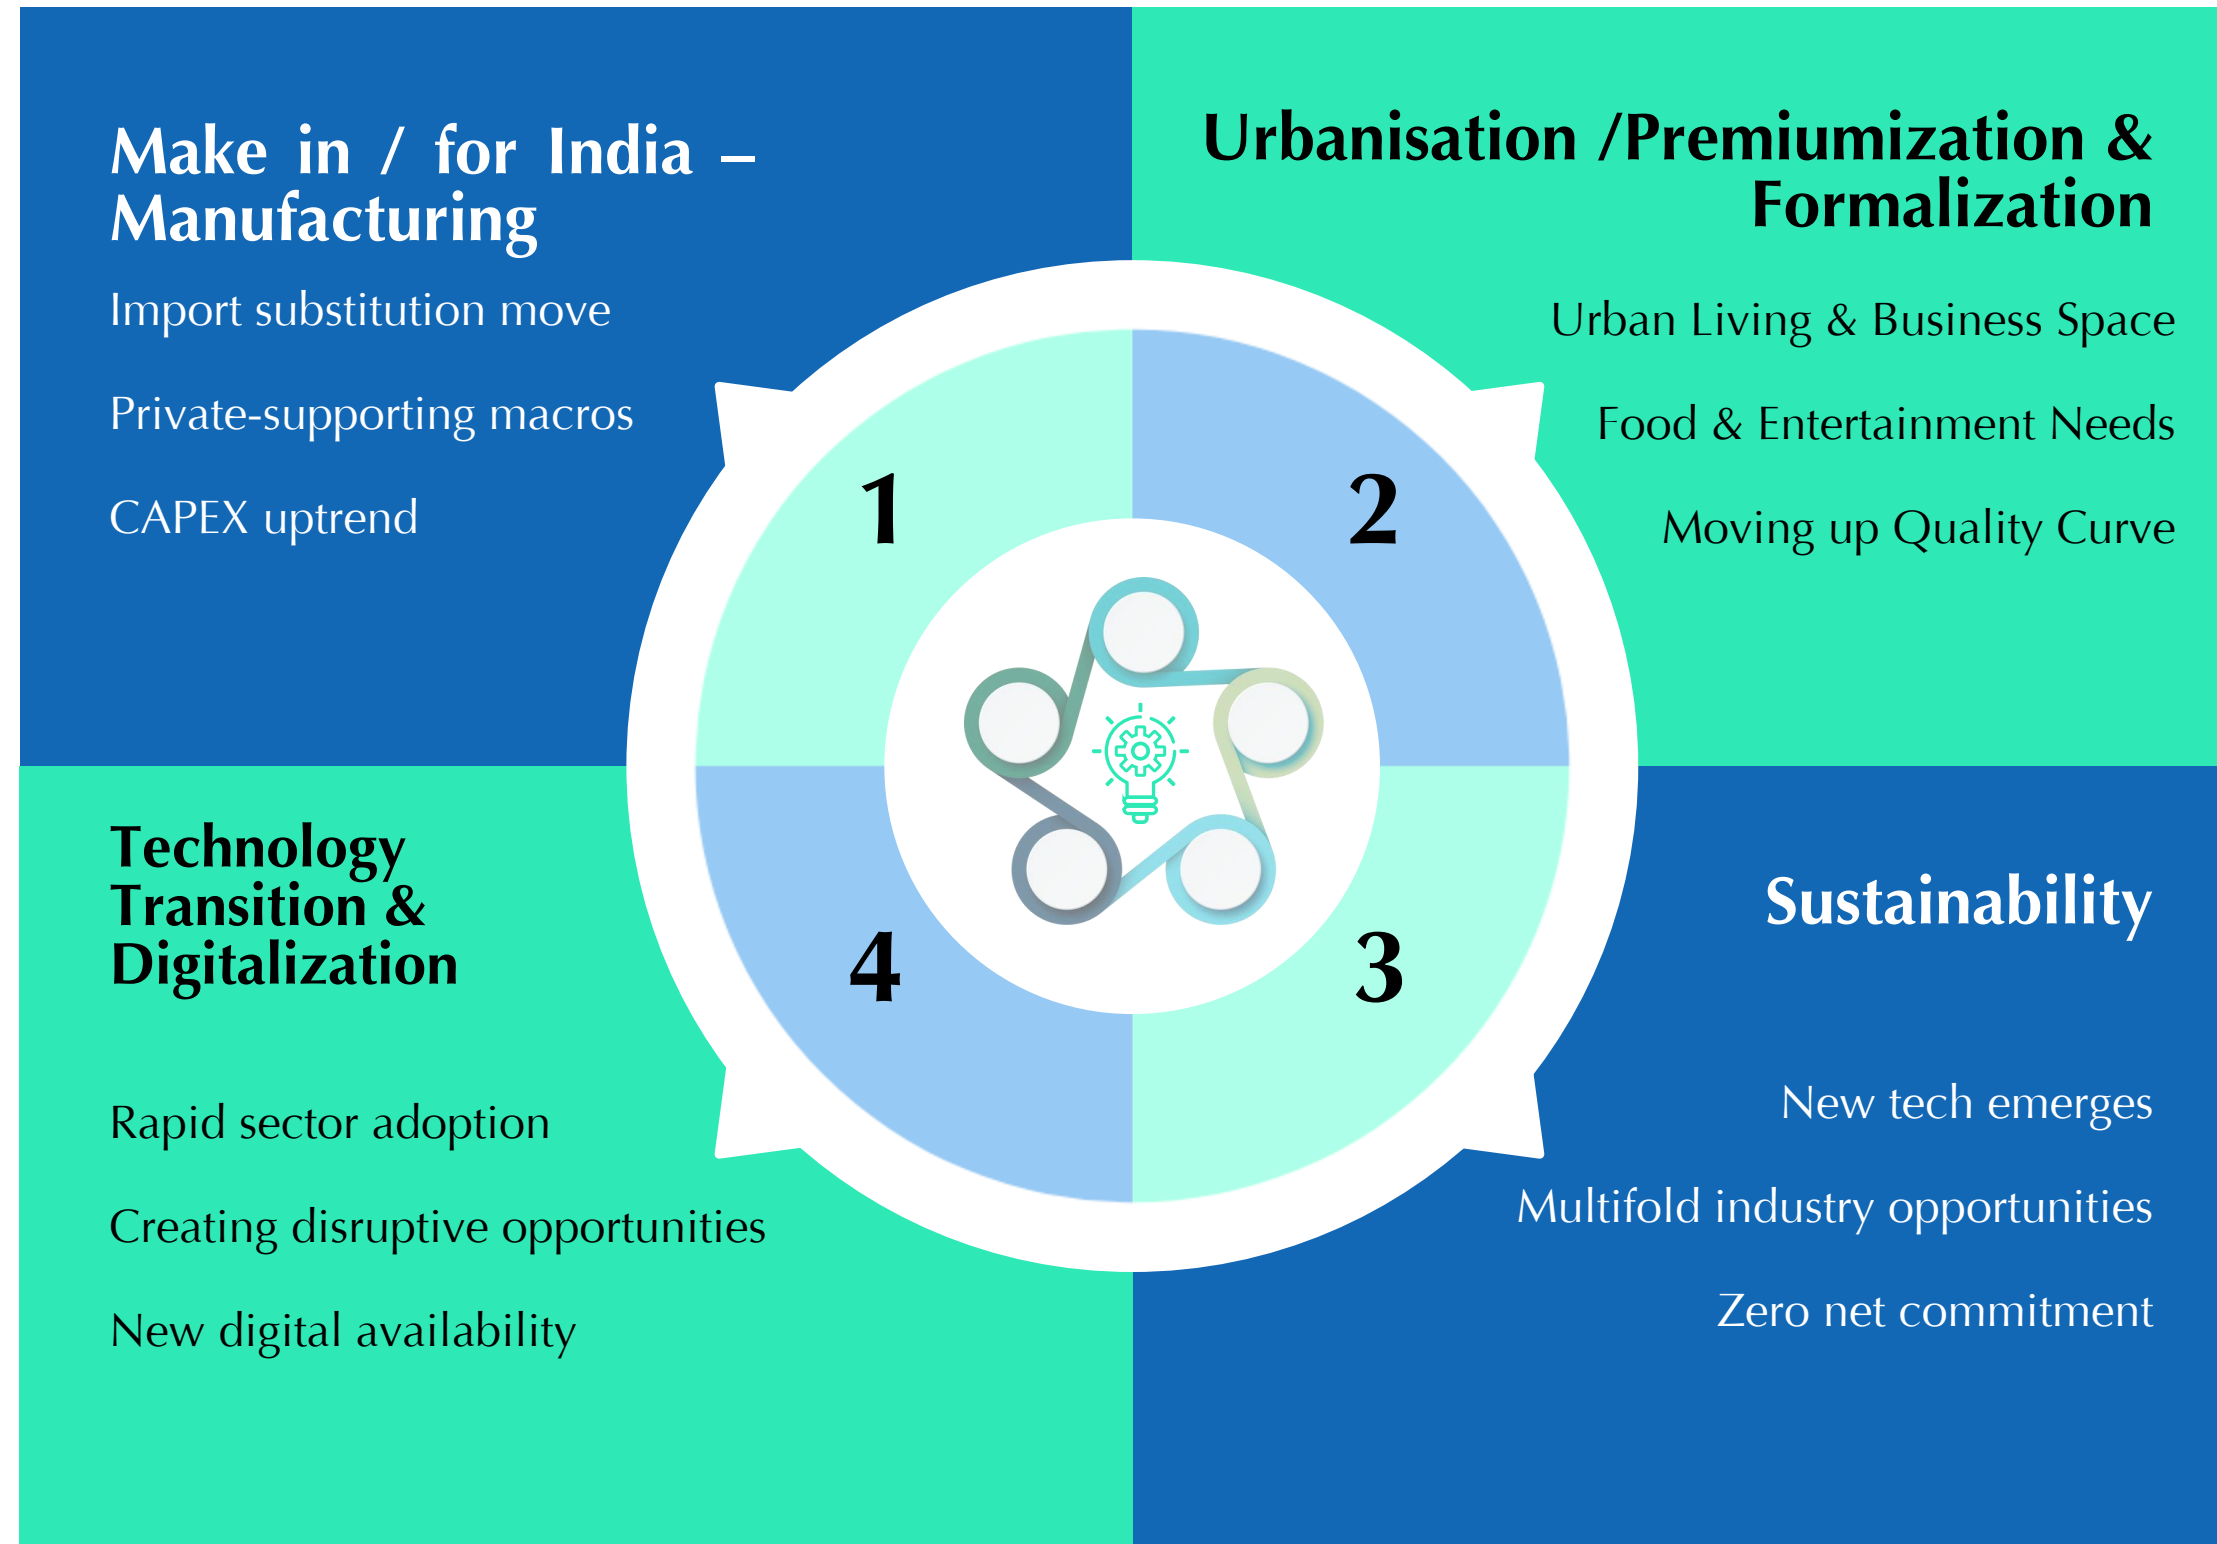 Make in / for India –
Manufacturing
Import substitution move
Private-supporting macros
CAPEX uptrend
Urbanisation /Premiumization &
Formalization
Urban Living & Business Space
Food & Entertainment Needs
Moving up Quality Curve
1
2
4
3
Technology
Transition &
Digitalization
Rapid sector adoption
Creating disruptive opportunities
New digital availability
Sustainability
New tech emerges
Multifold industry opportunities
Zero net commitment